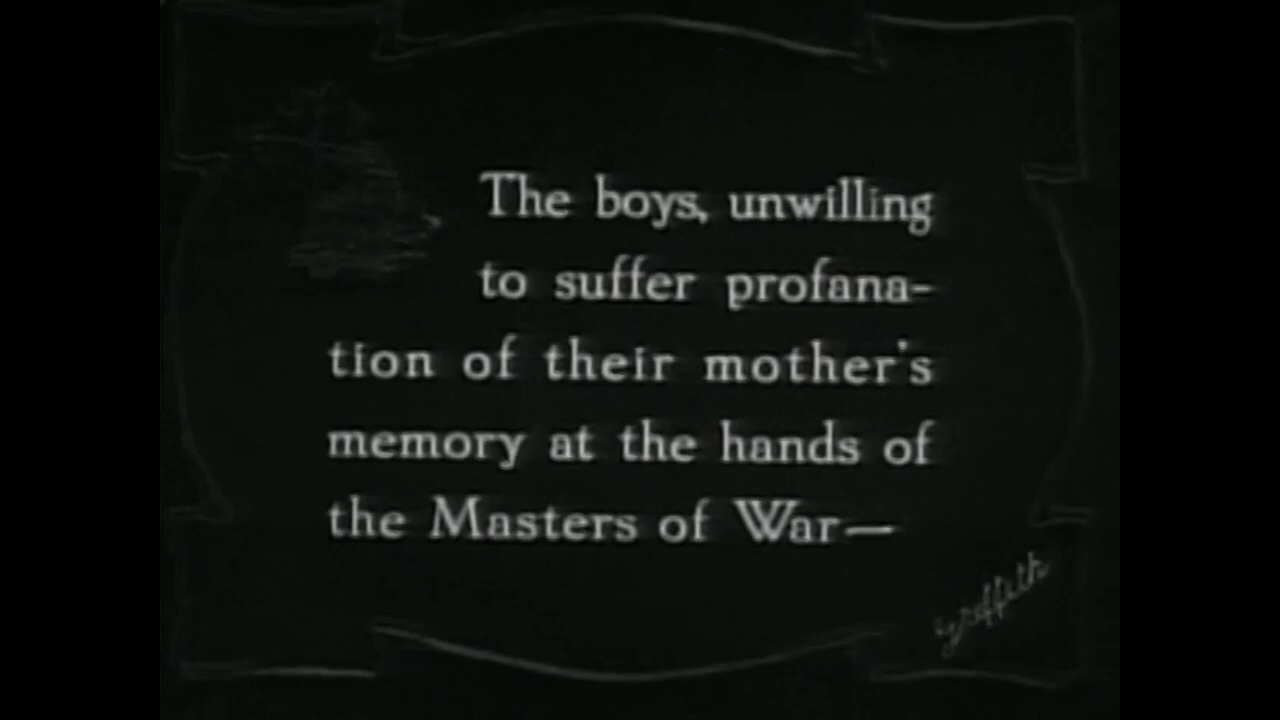 The boys, unwilling
to suffer profana-
tion of their mother's
memory at the hands of
the Masters of War—
Griffith